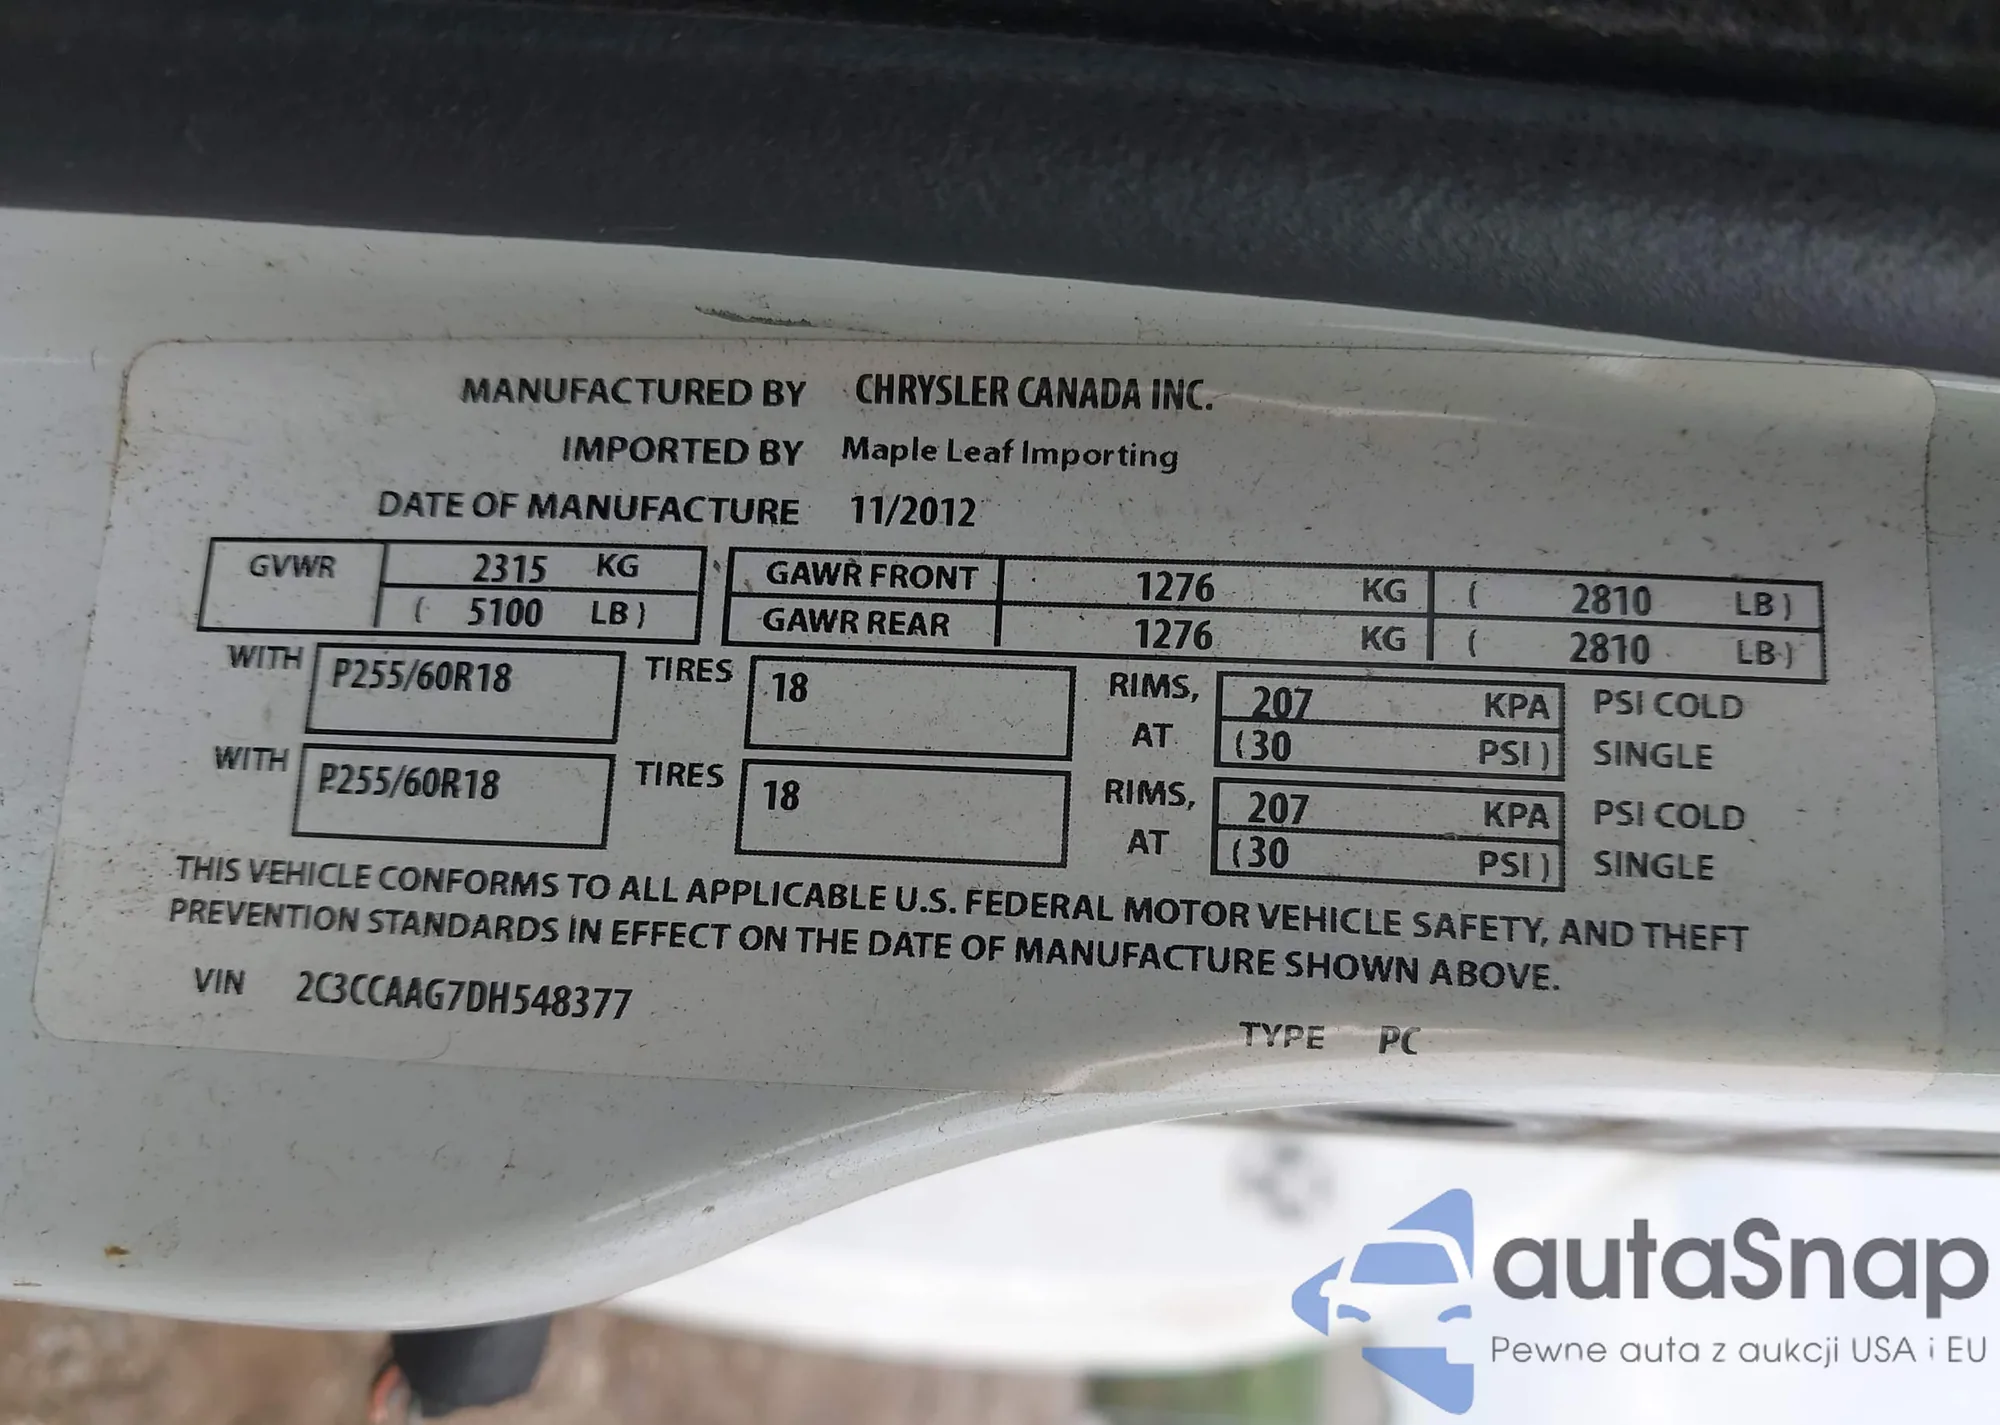 MANUFACTURED BY CHRYSLER CANADA INC.
IMPORTED BY Maple Leaf Importing
DATE OF MANUFACTURE 11/2012
GVWR 2315 KG GAWR FRONT 1276 KG ( 2810 LB )
( 5100 LB ) GAWR REAR 1276 KG ( 2810 LB )
WITH P255/60R18 TIRES 18 RIMS, 207 KPA PSI COLD
AT (30 PSI ) SINGLE
WITH P255/60R18 TIRES 18 RIMS, 207 KPA PSI COLD
AT (30 PSI ) SINGLE
THIS VEHICLE CONFORMS TO ALL APPLICABLE U.S. FEDERAL MOTOR VEHICLE SAFETY, AND THEFT
PREVENTION STANDARDS IN EFFECT ON THE DATE OF MANUFACTURE SHOWN ABOVE.
VIN 2C3CCAAG7DH548377
TYPE PC
autaSnap
Pewne auta z aukcji USA i EU